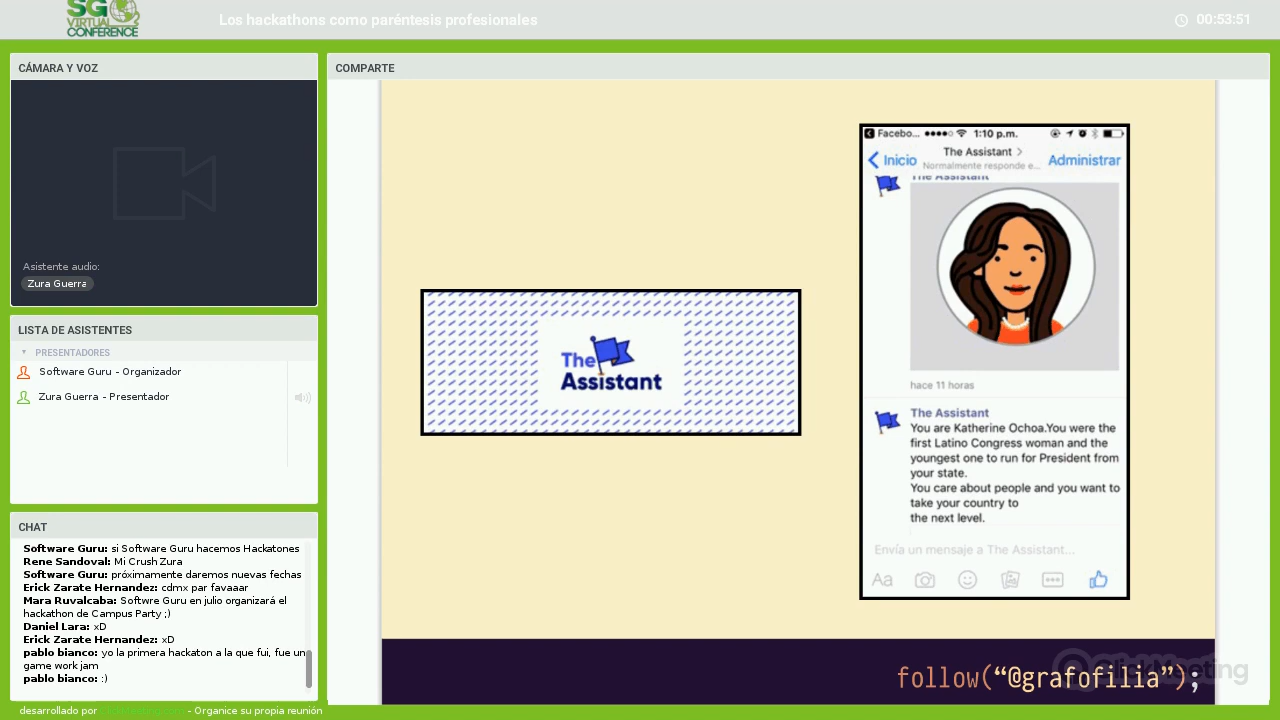 SG
VIRTUAL
CONFERENCE
Los hackathons como paréntesis profesionales
00:53:51
CÁMARA Y VOZ
Asistente audio:
Zura Guerra
LISTA DE ASISTENTES
PRESENTADORES
Software Guru - Organizador
Zura Guerra - Presentador
CHAT
Software Guru: si Software Guru hacemos Hackatones
Rene Sandoval: Mi Crush Zura
Software Guru: próximamente daremos nuevas fechas
Erick Zarate Hernandez: cdmx par favaaar
Mara Ruvalcaba: Softwre Guru en julio organizará el
hackathon de Campus Party ;)
Daniel Lara: xD
Erick Zarate Hernandez: xD
pablo bianco: yo la primera hackaton a la que fui, fue un
game work jam
pablo bianco: :)
desarrollado por - Organice su propia reunión
COMPARTE
The
Assistant
Facebo... 1:10 p.m.
Inicio The Assistant Administrar
Normalmente responde e...
The Assistant
hace 11 horas
The Assistant
You are Katherine Ochoa.You were the
first Latino Congress woman and the
youngest one to run for President from
your state.
You care about people and you want to
take your country to
the next level.
Envía un mensaje a The Assistant...
Aa
follow(“@grafofilia”);
ClickMeeting